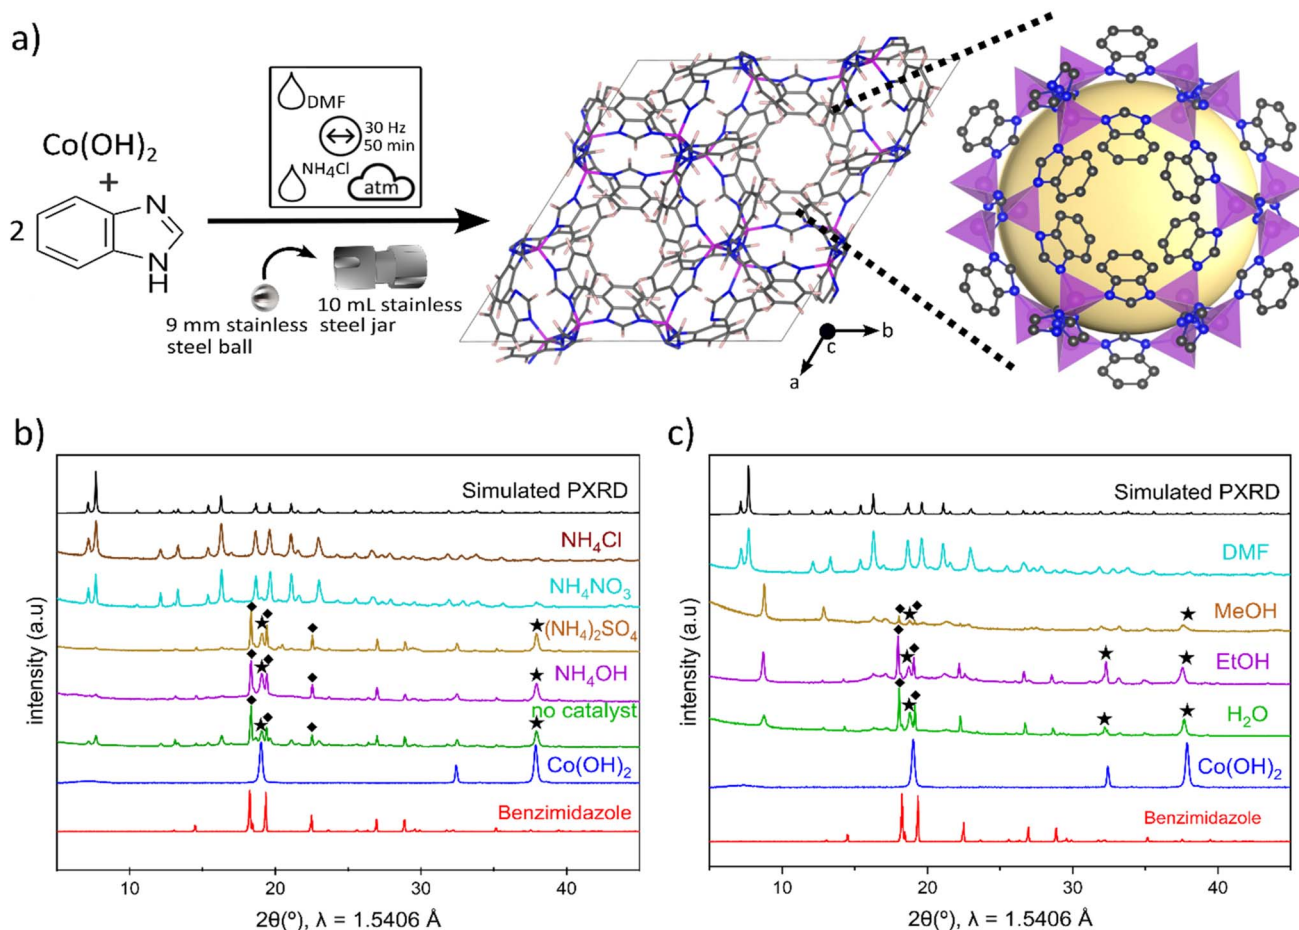 a)
Co(OH)2
+
2
N
N
H
DMF
30 Hz
50 min
NH4Cl
atm
9 mm stainless
steel ball
10 mL stainless
steel jar
a
b
c
b)
Simulated PXRD
NH4Cl
NH4NO3
(NH4)2SO4
NH4OH
no catalyst
Co(OH)2
Benzimidazole
intensity (a.u)
10
20
30
40
2θ(º), λ = 1.5406 Å
c)
Simulated PXRD
DMF
MeOH
EtOH
H2O
Co(OH)2
Benzimidazole
intensity (a.u)
10
20
30
40
2θ(º), λ = 1.5406 Å